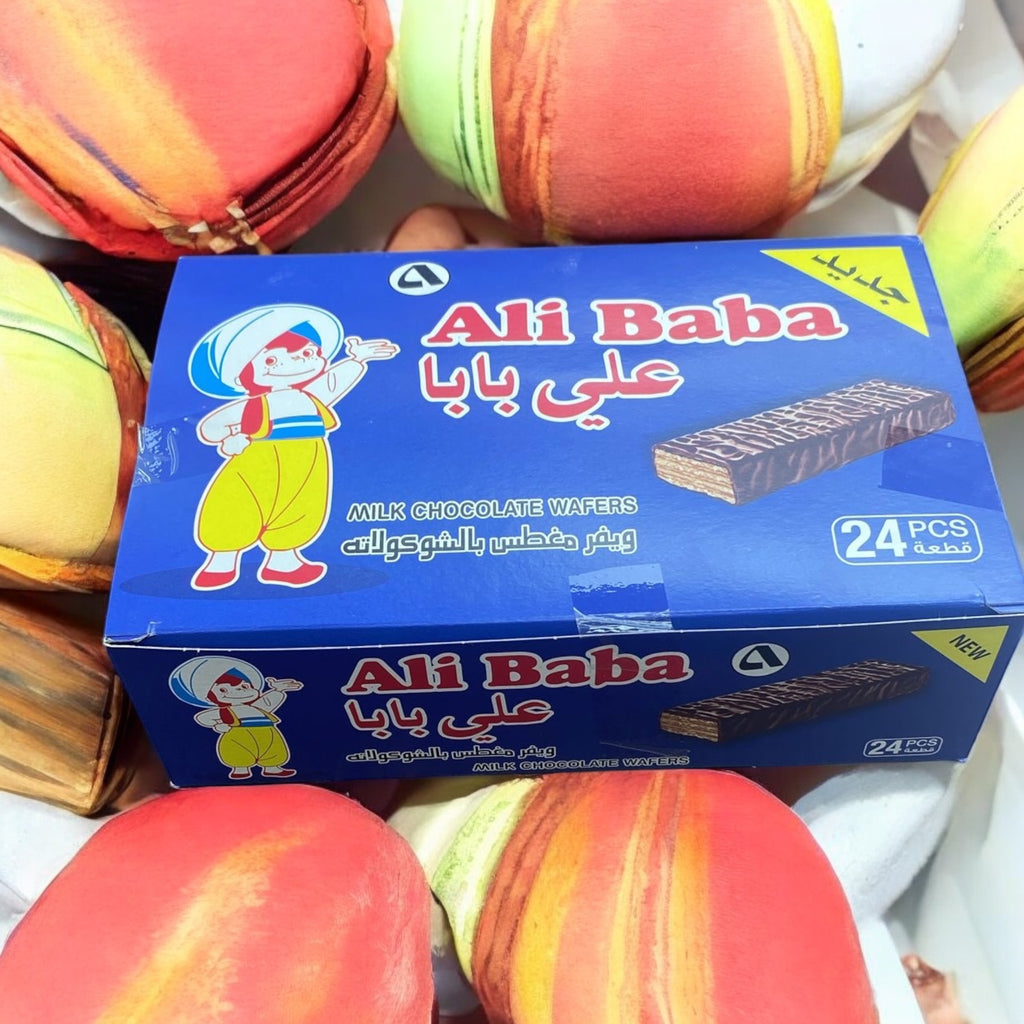 جديد
Ali Baba
علي بابا
MILK CHOCOLATE WAFERS
ويفر مغطس بالشوكولاته
24 PCS
قطعة
Ali Baba
NEW
علي بابا
ويفر مغطس بالشوكولاته
MILK CHOCOLATE WAFERS
24 PCS
قطعة